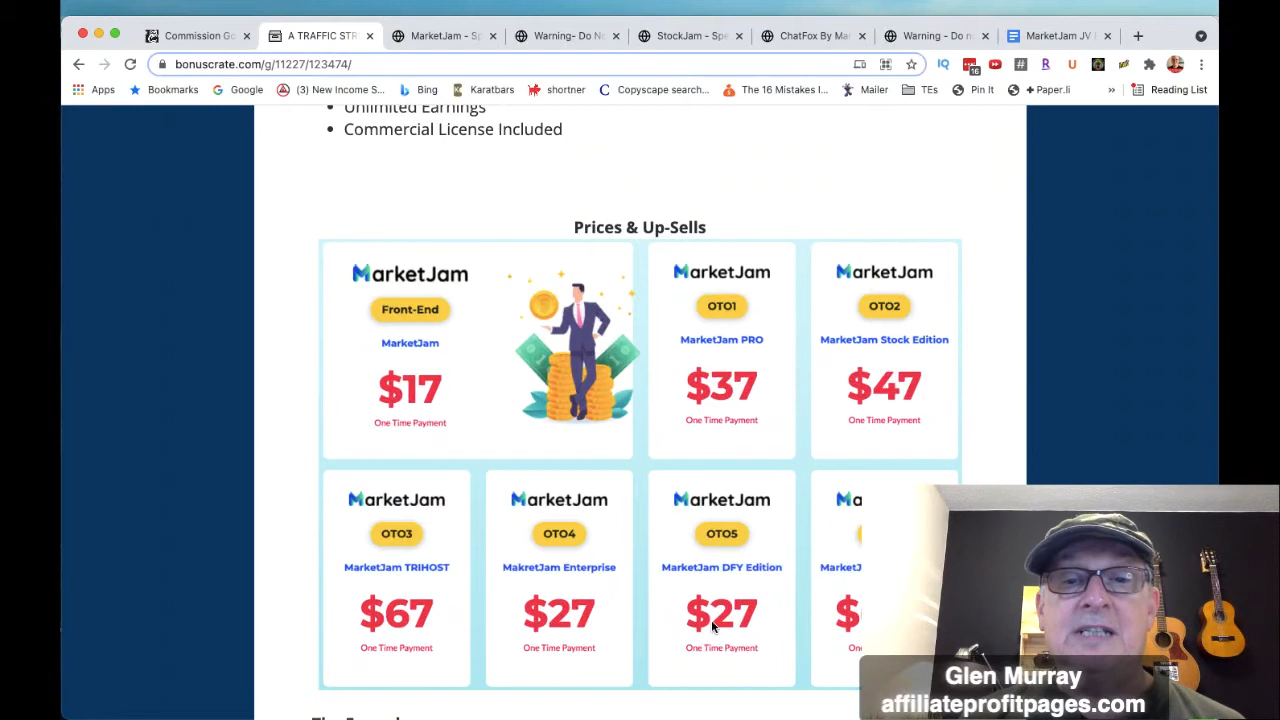 Commission Go
A TRAFFIC STR
MarketJam - Sp
Warning- Do No
StockJam - Spe
ChatFox By Mar
Warning - Do n
MarketJam JV
bonuscrate.com/g/11227/123474/
16
Apps
Bookmarks
Google
(3) New Income S...
Bing
Karatbars
shortner
Copyscape search...
The 16 Mistakes I...
Mailer
TEs
Pin It
+ Paper.li
»
Reading List
Unlimited Earnings
Commercial License Included
Prices & Up-Sells
MarketJam
Front-End
MarketJam
$17
One Time Payment
MarketJam
OTO1
MarketJam PRO
$37
One Time Payment
MarketJam
OTO2
MarketJam Stock Edition
$47
One Time Payment
MarketJam
OTO3
MarketJam TRIHOST
$67
One Time Payment
MarketJam
OTO4
MakretJam Enterprise
$27
One Time Payment
MarketJam
OTO5
MarketJam DFY Edition
$27
One Time Payment
Glen Murray
affiliateprofitpages.com